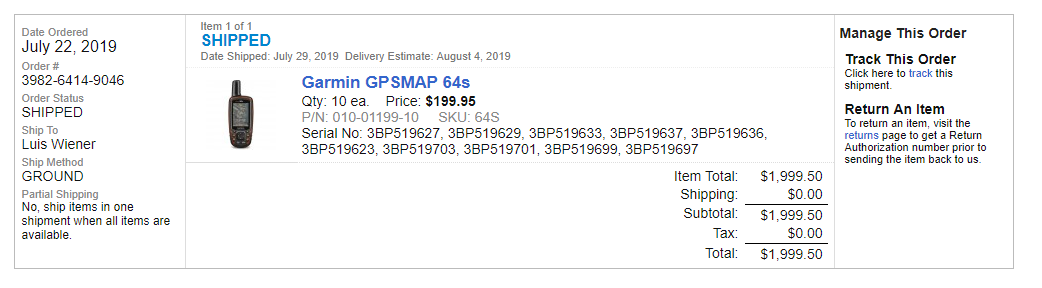 Date Ordered
July 22, 2019
Order #
3982-6414-9046
Order Status
SHIPPED
Ship To
Luis Wiener
Ship Method
GROUND
Partial Shipping
No, ship items in one
shipment when all items are
available.
Item 1 of 1
SHIPPED
Date Shipped: July 29, 2019 Delivery Estimate: August 4, 2019
Garmin GPSMAP 64s
Qty: 10 ea. Price: $199.95
P/N: 010-01199-10 SKU: 64S
Serial No: 3BP519627, 3BP519629, 3BP519633, 3BP519637, 3BP519636,
3BP519623, 3BP519703, 3BP519701, 3BP519699, 3BP519697
Item Total: $1,999.50
Shipping: $0.00
Subtotal: $1,999.50
Tax: $0.00
Total: $1,999.50
Manage This Order
Track This Order
Click here to track this
shipment.
Return An Item
To return an item, visit the
returns page to get a Return
Authorization number prior to
sending the item back to us.